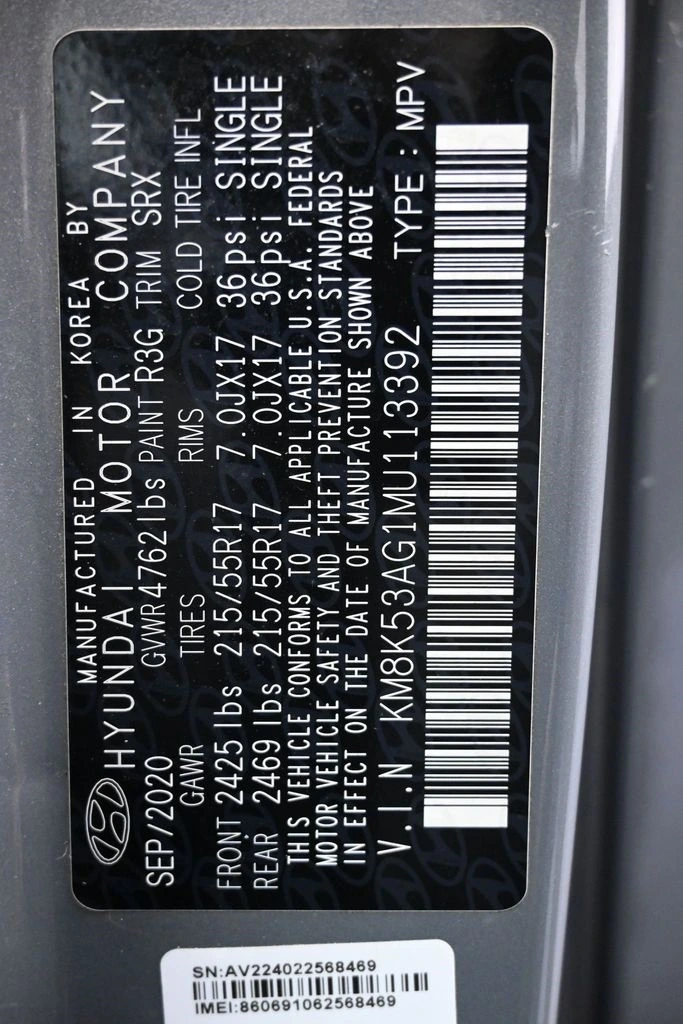 MANUFACTURED IN KOREA BY
HYUNDAI MOTOR COMPANY
SEP/2020 GVWR 4762 lbs PAINT R3G TRIM SRX
GAWR TIRES RIMS COLD TIRE INFL
FRONT 2425 lbs 215/55R17 7.0JX17 36psi SINGLE
REAR 2469 lbs 215/55R17 7.0JX17 36psi SINGLE
THIS VEHICLE CONFORMS TO ALL APPLICABLE U.S.A. FEDERAL
MOTOR VEHICLE SAFETY AND THEFT PREVENTION STANDARDS
IN EFFECT ON THE DATE OF MANUFACTURE SHOWN ABOVE
V.I.N KM8K53AG1MU113392 TYPE : MPV
SN:AV224022568469
IMEI:860691062568469